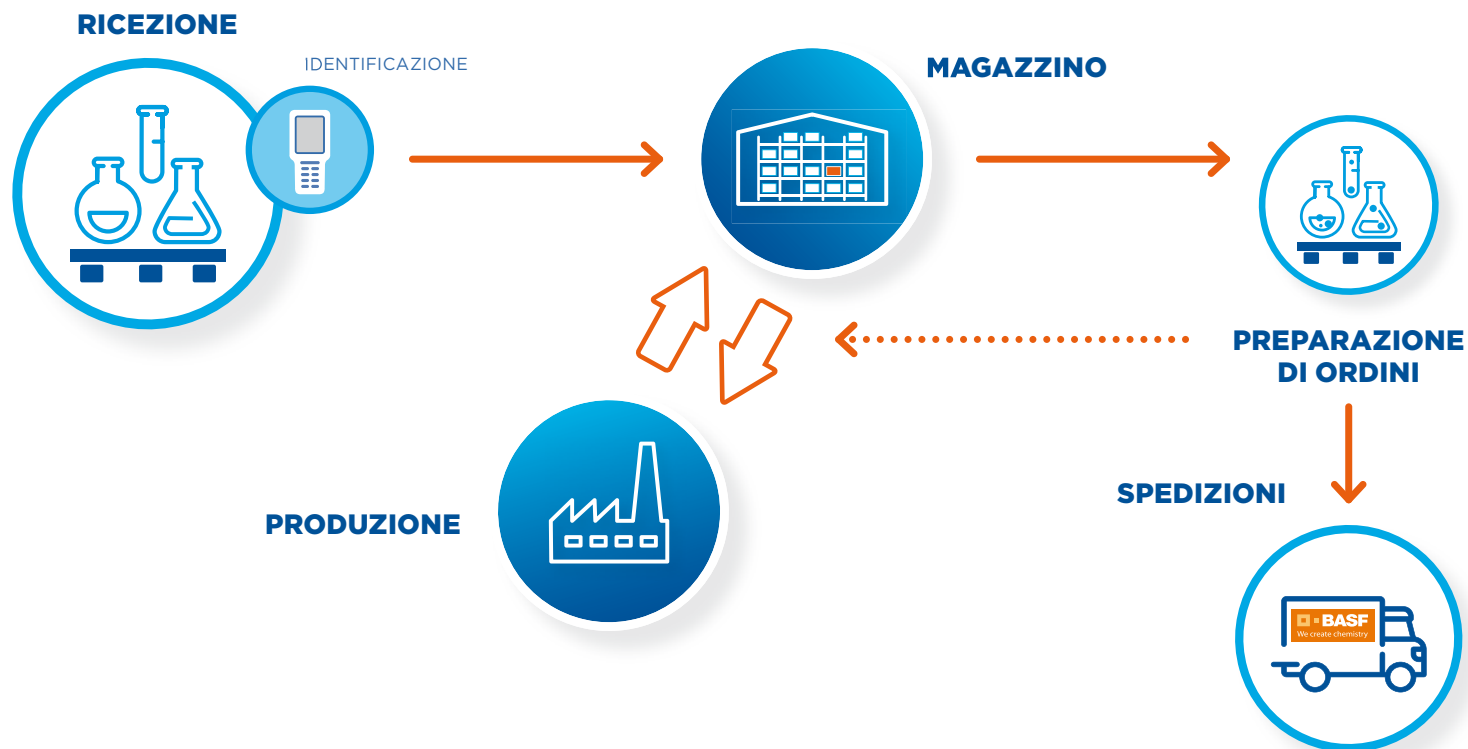 RICEZIONE
IDENTIFICAZIONE
MAGAZZINO
PREPARAZIONE
DI ORDINI
PRODUZIONE
SPEDIZIONI
BASF
We create chemistry